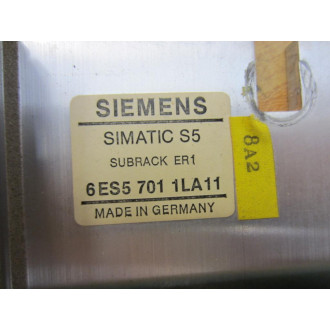 SIEMENS
SIMATIC S5
SUBRACK ER1
6ES5 701 1LA11
MADE IN GERMANY
8A2